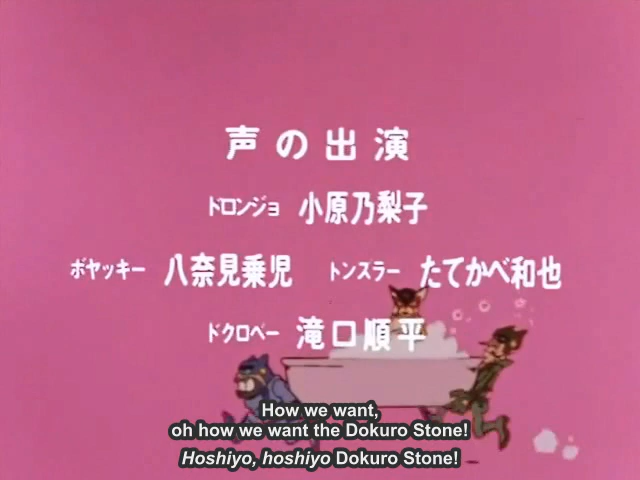 声の出演
ドロンジョ 小原乃梨子
ボヤッキー 八奈見乗児 トンズラー たてかべ和也
ドクロベー 滝口順平
How we want,
oh how we want the Dokuro Stone!
Hoshiyo, hoshiyo Dokuro Stone!